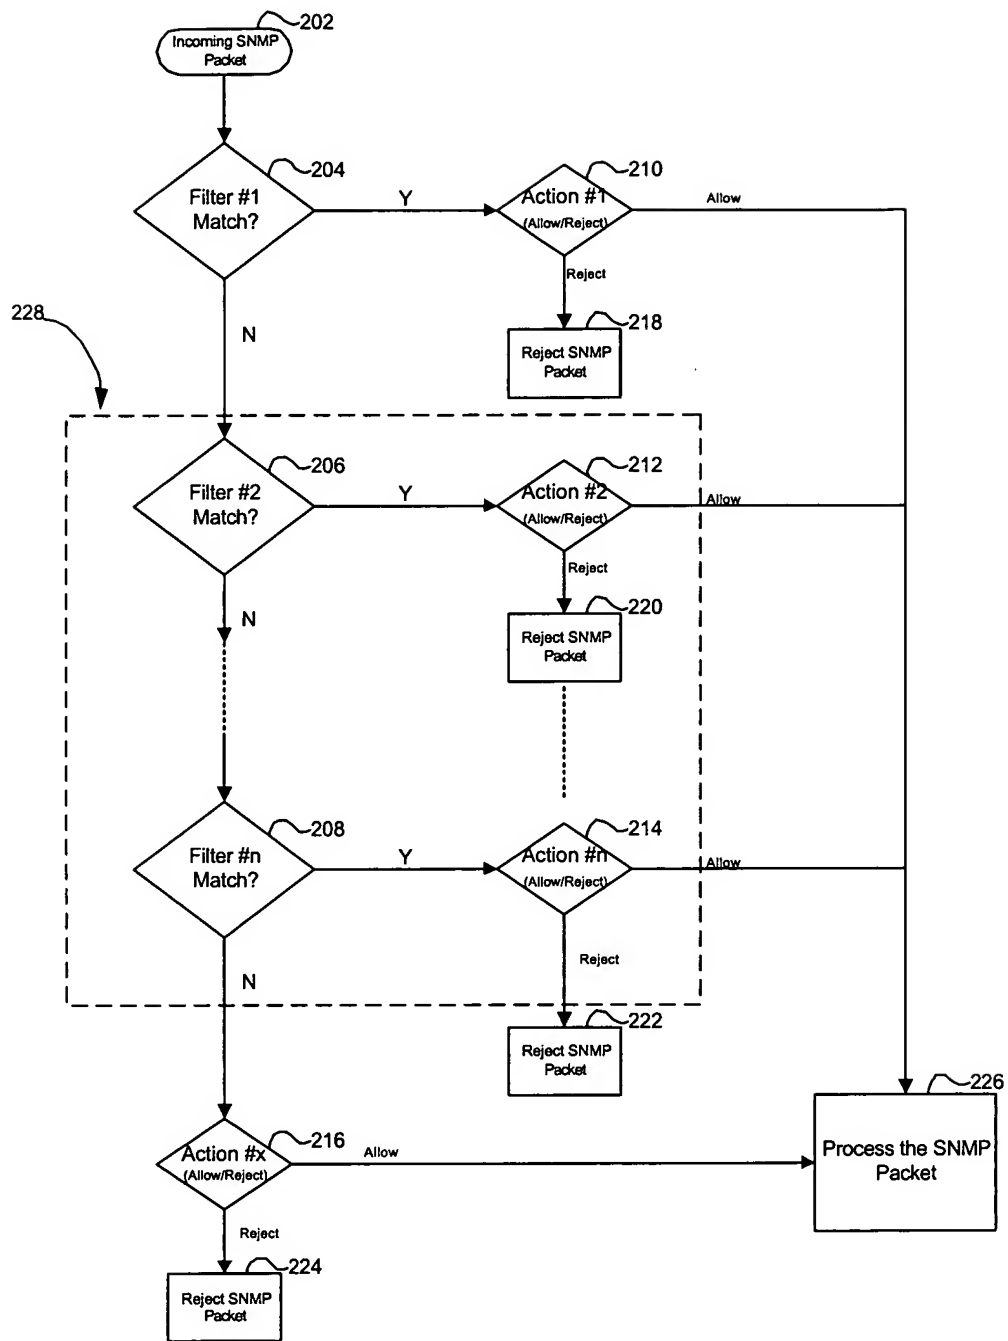 202
Incoming SNMP
Packet
204
Filter #1
Match?
Y
210
Action #1
(Allow/Reject)
Allow
Reject
218
Reject SNMP
Packet
N
228
206
Filter #2
Match?
Y
212
Action #2
(Allow/Reject)
Allow
Reject
220
Reject SNMP
Packet
N
208
Filter #n
Match?
Y
214
Action #n
(Allow/Reject)
Allow
Reject
N
222
Reject SNMP
Packet
226
Process the SNMP
Packet
216
Action #x
(Allow/Reject)
Allow
Reject
224
Reject SNMP
Packet